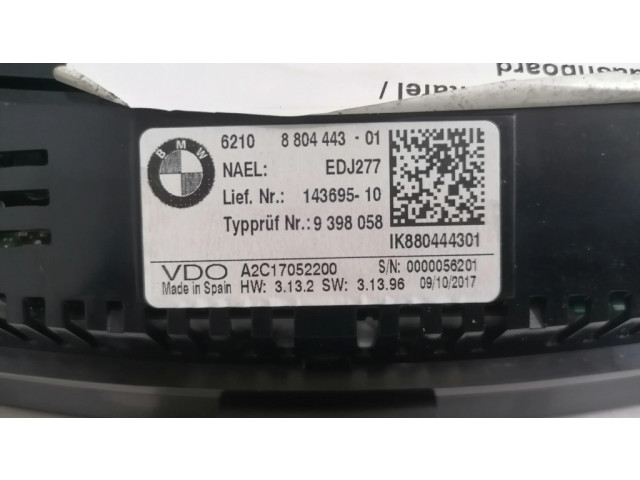 BMW
6210 8 804 443 - 01
NAEL: EDJ277
Lief. Nr.: 143695- 10
Typprüf Nr.: 9 398 058
IK880444301
VDO A2C17052200 S/N: 0000056201
Made in Spain HW: 3.13.2 SW: 3.13.96 09/10/2017